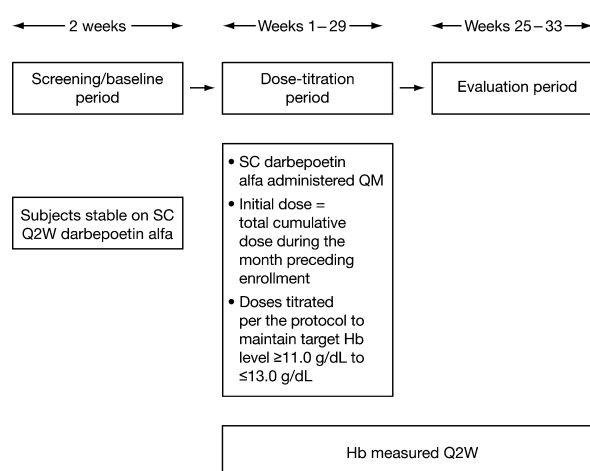 2 weeks
Weeks 1–29
Weeks 25–33
Screening/baseline
period
Dose-titration
period
Evaluation period
Subjects stable on SC
Q2W darbepoetin alfa
• SC darbepoetin
alfa administered QM
• Initial dose =
total cumulative
dose during the
month preceding
enrollment
• Doses titrated
per the protocol to
maintain target Hb
level ≥11.0 g/dL to
≤13.0 g/dL
Hb measured Q2W